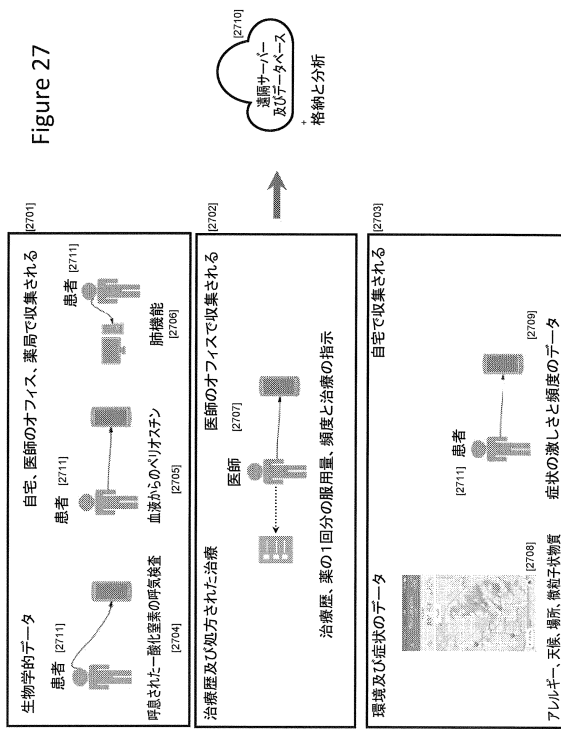 Figure 27
[2701]
生物学的データ
自宅、医師のオフィス、薬局で収集される
患者 [2711]
患者 [2711]
患者 [2711]
呼息された一酸化窒素の呼気検査
[2704]
血液からのペリオスチン
[2705]
肺機能
[2706]
[2702]
治療歴及び処方された治療
医師のオフィスで収集される
医師 [2707]
治療歴、薬の1回分の服用量、頻度と治療の指示
[2703]
環境及び症状のデータ
自宅で収集される
[2711] 患者
[2708]
アレルギー、天候、場所、微粒子状物質
[2709]
症状の激しさと頻度のデータ
[2710]
遠隔サーバー
及びデータベース
+
格納と分析